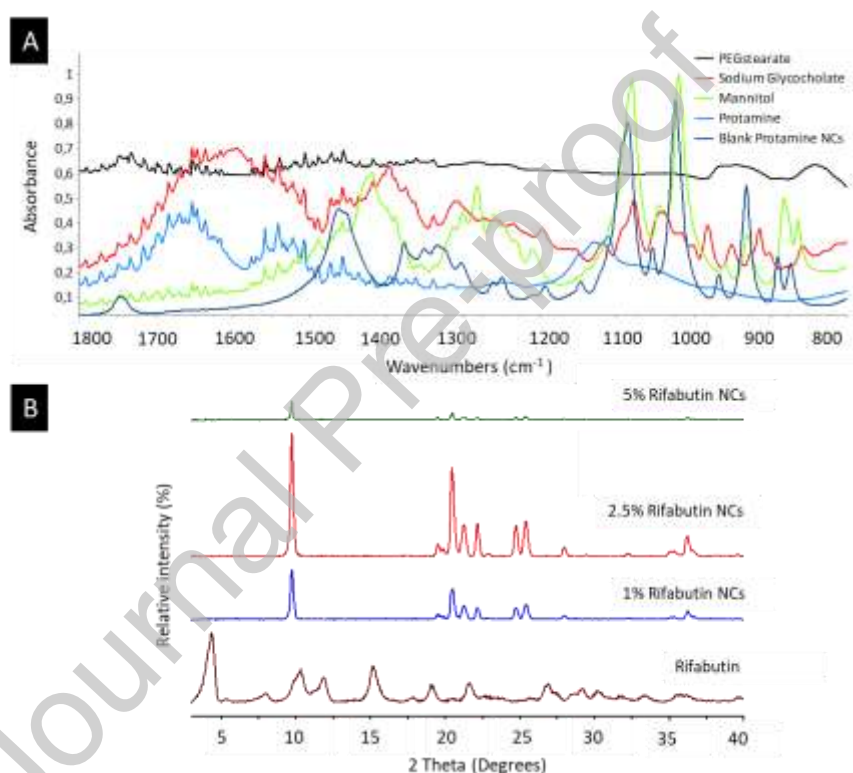 A
PEGstearate
Sodium Glycocholate
Mannitol
Protamine
Blank Protamine NCs
Absorbance
1
0,9
0,8
0,7
0,6
0,5
0,4
0,3
0,2
0,1
1800 1700 1600 1500 1400 1300 1200 1100 1000 900 800
Wavenumbers (cm⁻¹)
B
5% Rifabutin NCs
2.5% Rifabutin NCs
1% Rifabutin NCs
Rifabutin
Relative intensity (%)
5 10 15 20 25 30 35 40
2 Theta (Degrees)
Journal Pre-proof